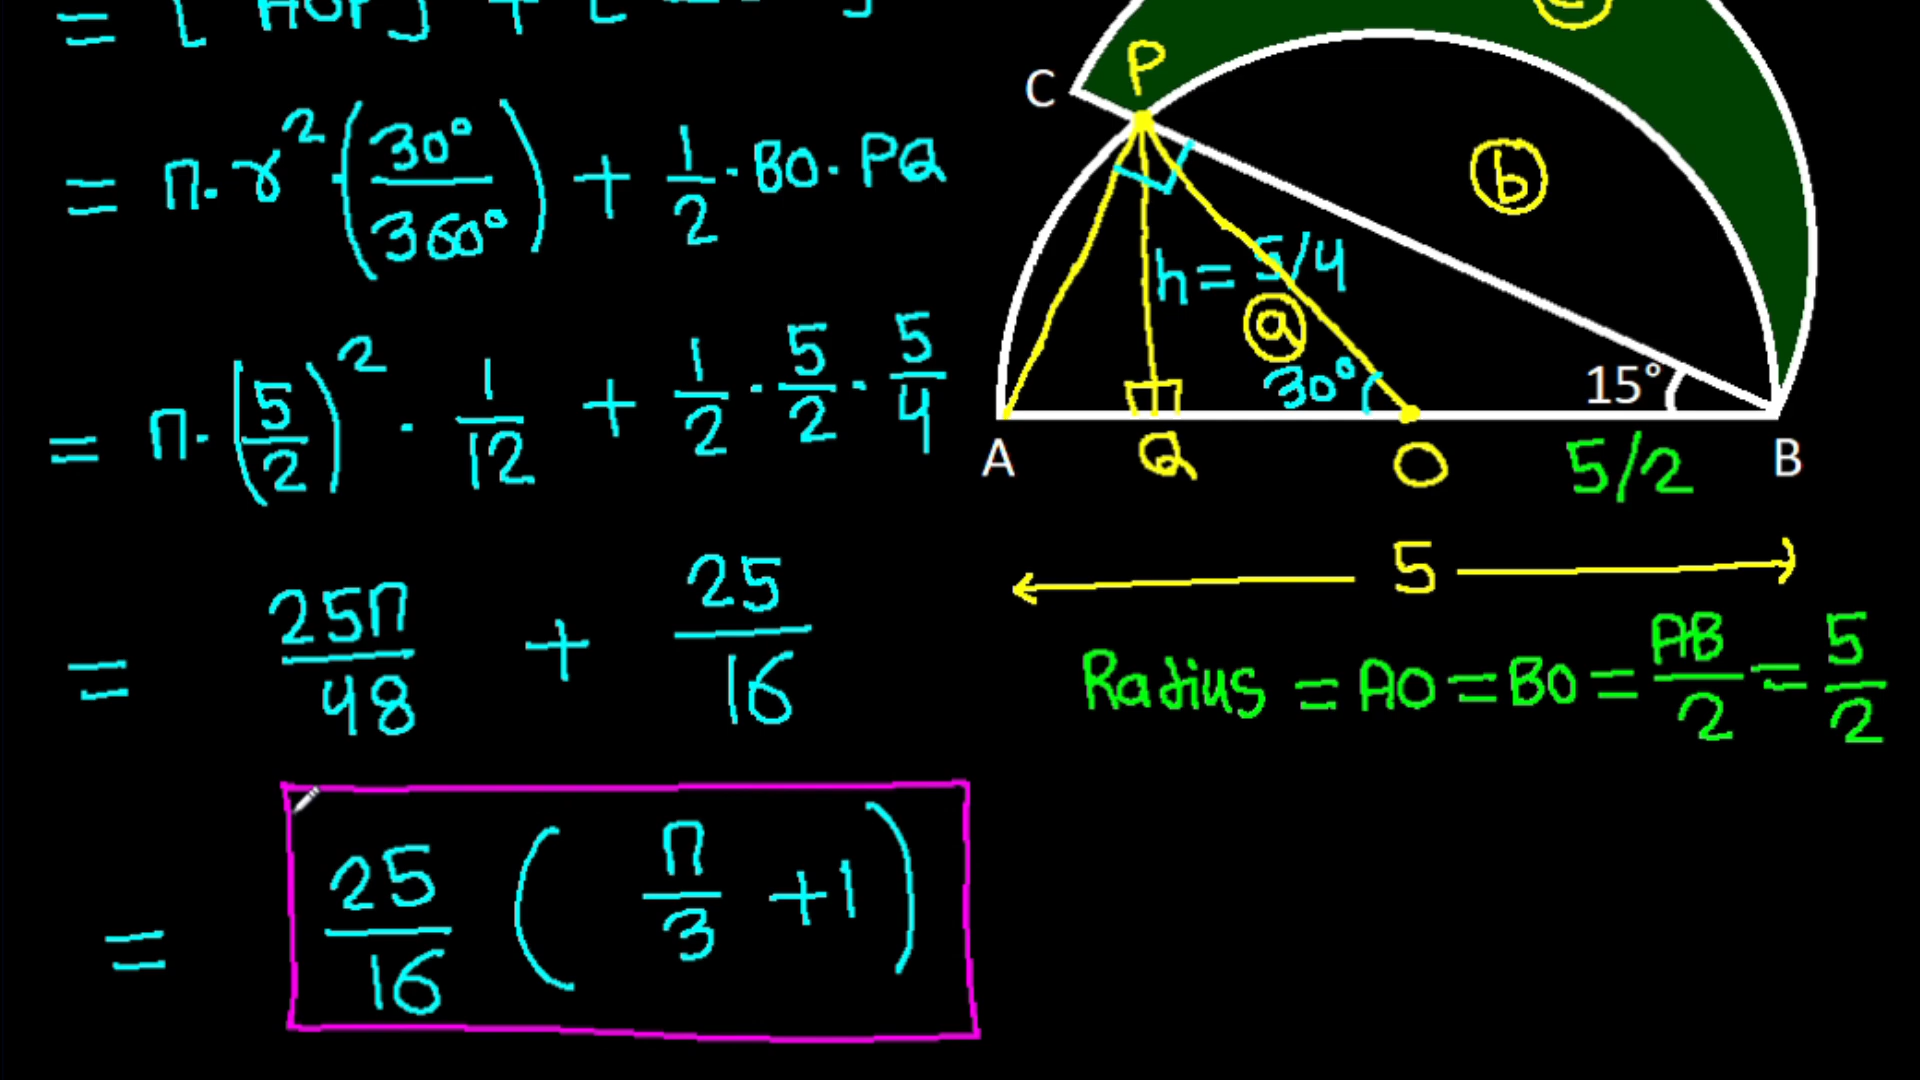 = [AOP] + [
= π·r²·(30°/360°) + 1/2·BO·PQ
= π·(5/2)²·1/12 + 1/2·5/2·5/4
= 25π/48 + 25/16
= 25/16 (π/3 + 1)
C
P
b
h = 5/4
a
30°
15°
A
Q
O
5/2
B
5
Radius = AO = BO = AB/2 = 5/2